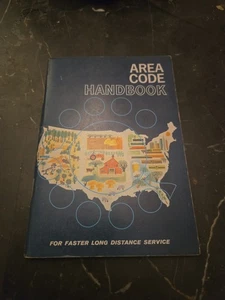 AREA
CODE
HANDBOOK
FOR FASTER LONG DISTANCE SERVICE